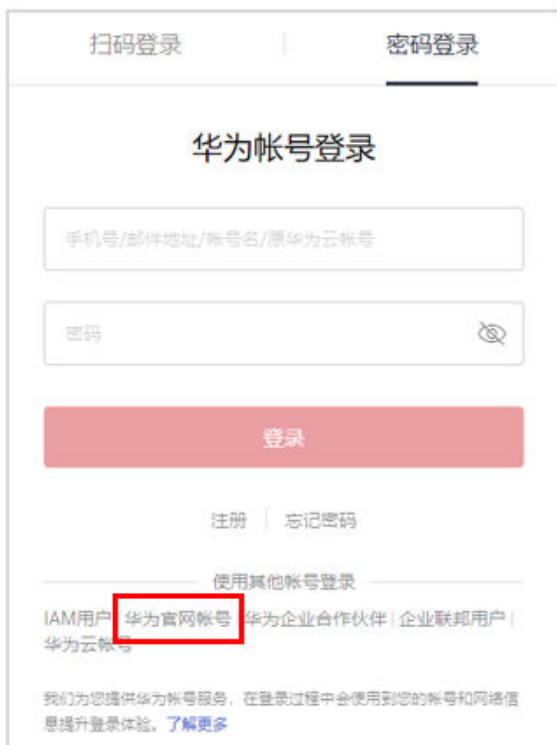 扫码登录 | 密码登录
华为帐号登录
手机号/邮件地址/帐号名/原华为云帐号
密码
登录
注册 | 忘记密码
使用其他帐号登录
IAM用户 华为官网帐号 华为企业合作伙伴 | 企业联邦用户 |
华为云帐号
我们为您提供华为帐号服务，在登录过程中会使用到您的帐号和网络信
息提升登录体验。了解更多